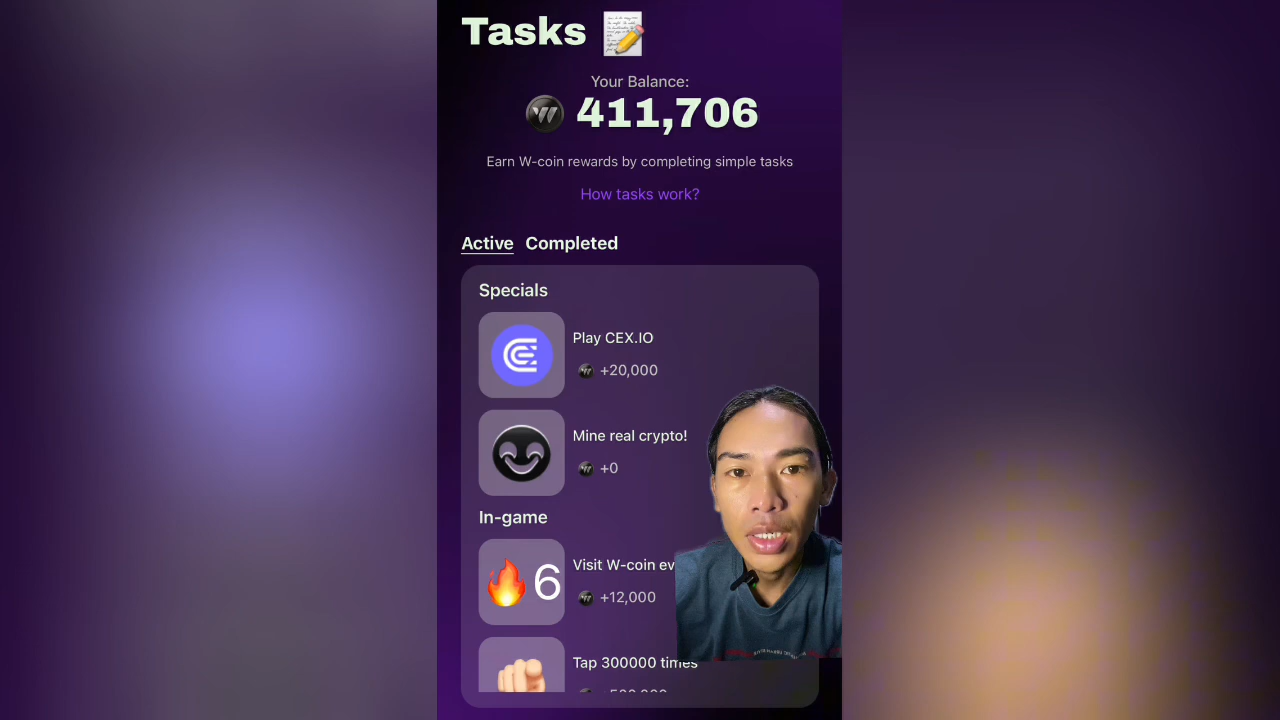 Tasks
Your Balance:
411,706
Earn W-coin rewards by completing simple tasks
How tasks work?
Active Completed
Specials
Play CEX.IO
+20,000
Mine real crypto!
+0
In-game
6
Visit W-coin ev
+12,000
Tap 300000 times